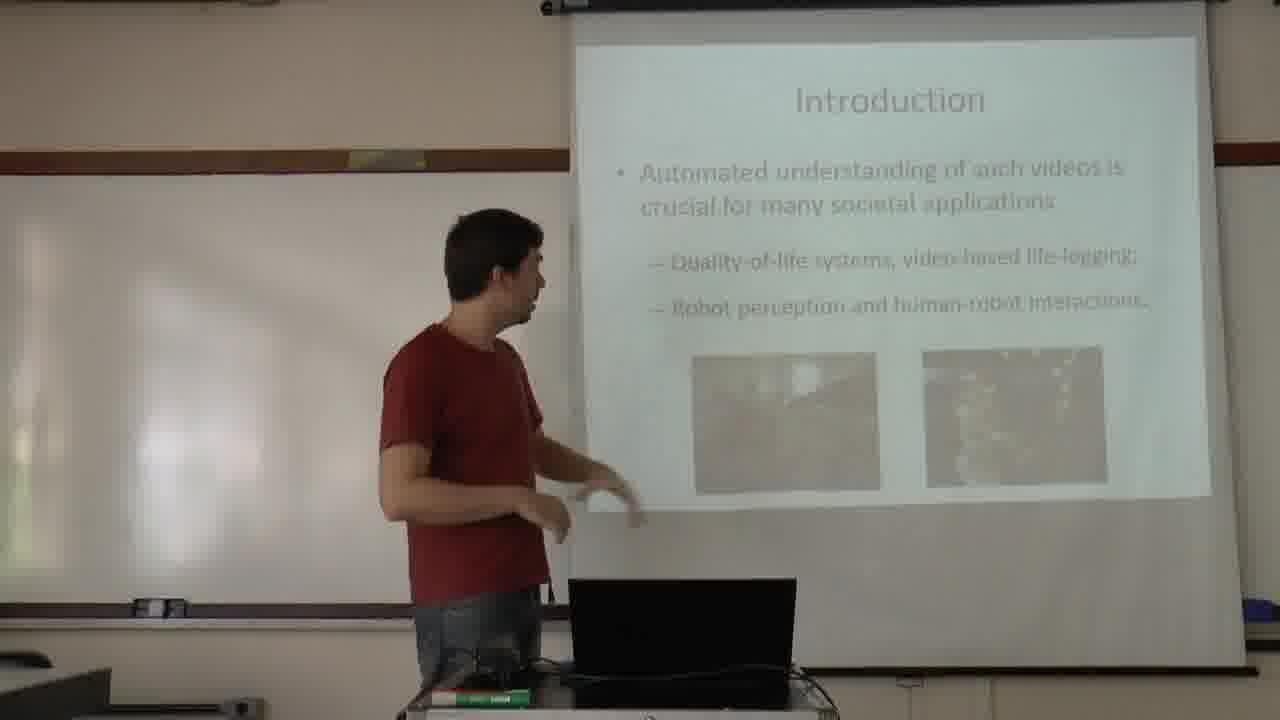 Introduction
• Automated understanding of such videos is
crucial for many societal applications
– Quality-of-life systems, video-based life-logging;
– Robot perception and human-robot interactions.